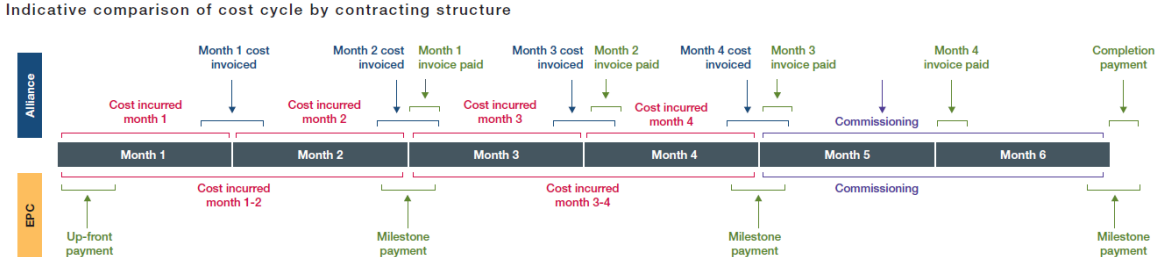 Indicative comparison of cost cycle by contracting structure
Alliance
Month 1 cost
invoiced
Month 2 cost
invoiced
Month 1
invoice paid
Month 3 cost
invoiced
Month 2
invoice paid
Month 4 cost
invoiced
Month 3
invoice paid
Month 4
invoice paid
Completion
payment
Cost incurred
month 1
Cost incurred
month 2
Cost incurred
month 3
Cost incurred
month 4
Commissioning
Month 1
Month 2
Month 3
Month 4
Month 5
Month 6
EPC
Cost incurred
month 1-2
Cost incurred
month 3-4
Commissioning
Up-front
payment
Milestone
payment
Milestone
payment
Milestone
payment